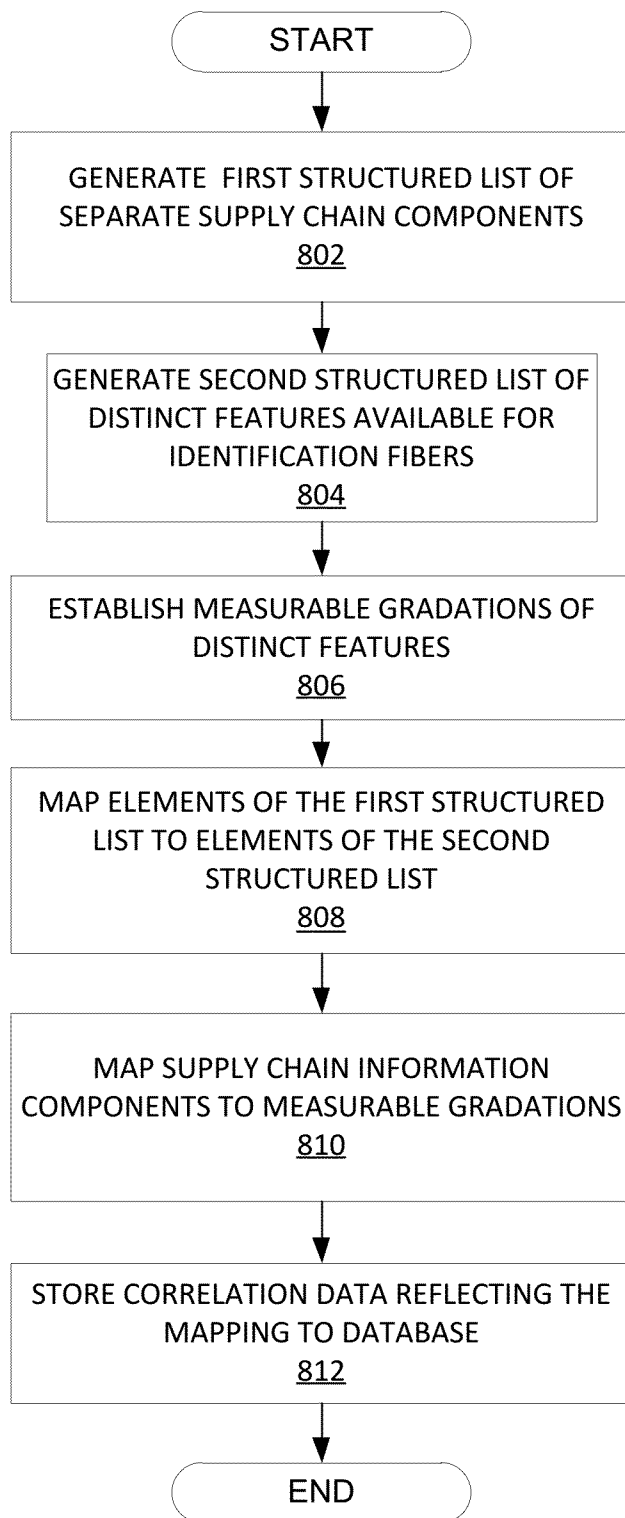 START
GENERATE FIRST STRUCTURED LIST OF
SEPARATE SUPPLY CHAIN COMPONENTS
802
GENERATE SECOND STRUCTURED LIST OF
DISTINCT FEATURES AVAILABLE FOR
IDENTIFICATION FIBERS
804
ESTABLISH MEASURABLE GRADATIONS OF
DISTINCT FEATURES
806
MAP ELEMENTS OF THE FIRST STRUCTURED
LIST TO ELEMENTS OF THE SECOND
STRUCTURED LIST
808
MAP SUPPLY CHAIN INFORMATION
COMPONENTS TO MEASURABLE GRADATIONS
810
STORE CORRELATION DATA REFLECTING THE
MAPPING TO DATABASE
812
END